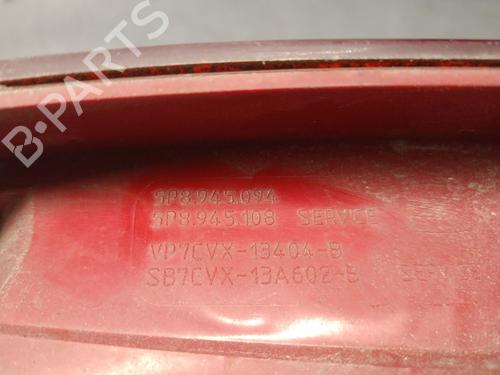 B-PARTS
5P8.945.094
5P8.945.108 SERVICE
VP7CVX-13404-B
SB7CVX-13A602-B